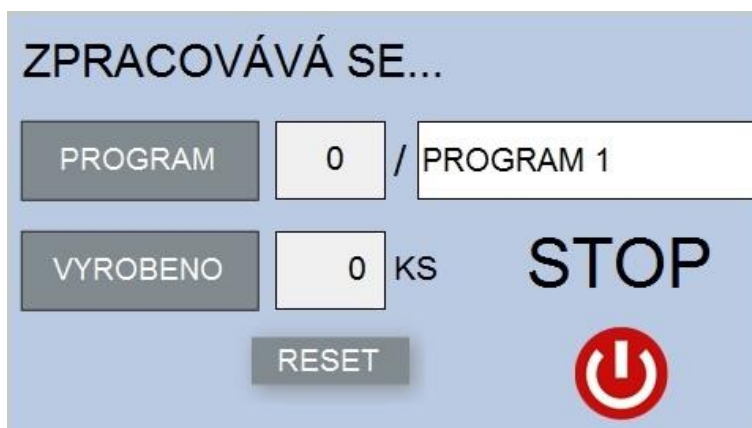 ZPRACOVÁVÁ SE...
PROGRAM 0 / PROGRAM 1
VYROBENO 0 KS STOP
RESET